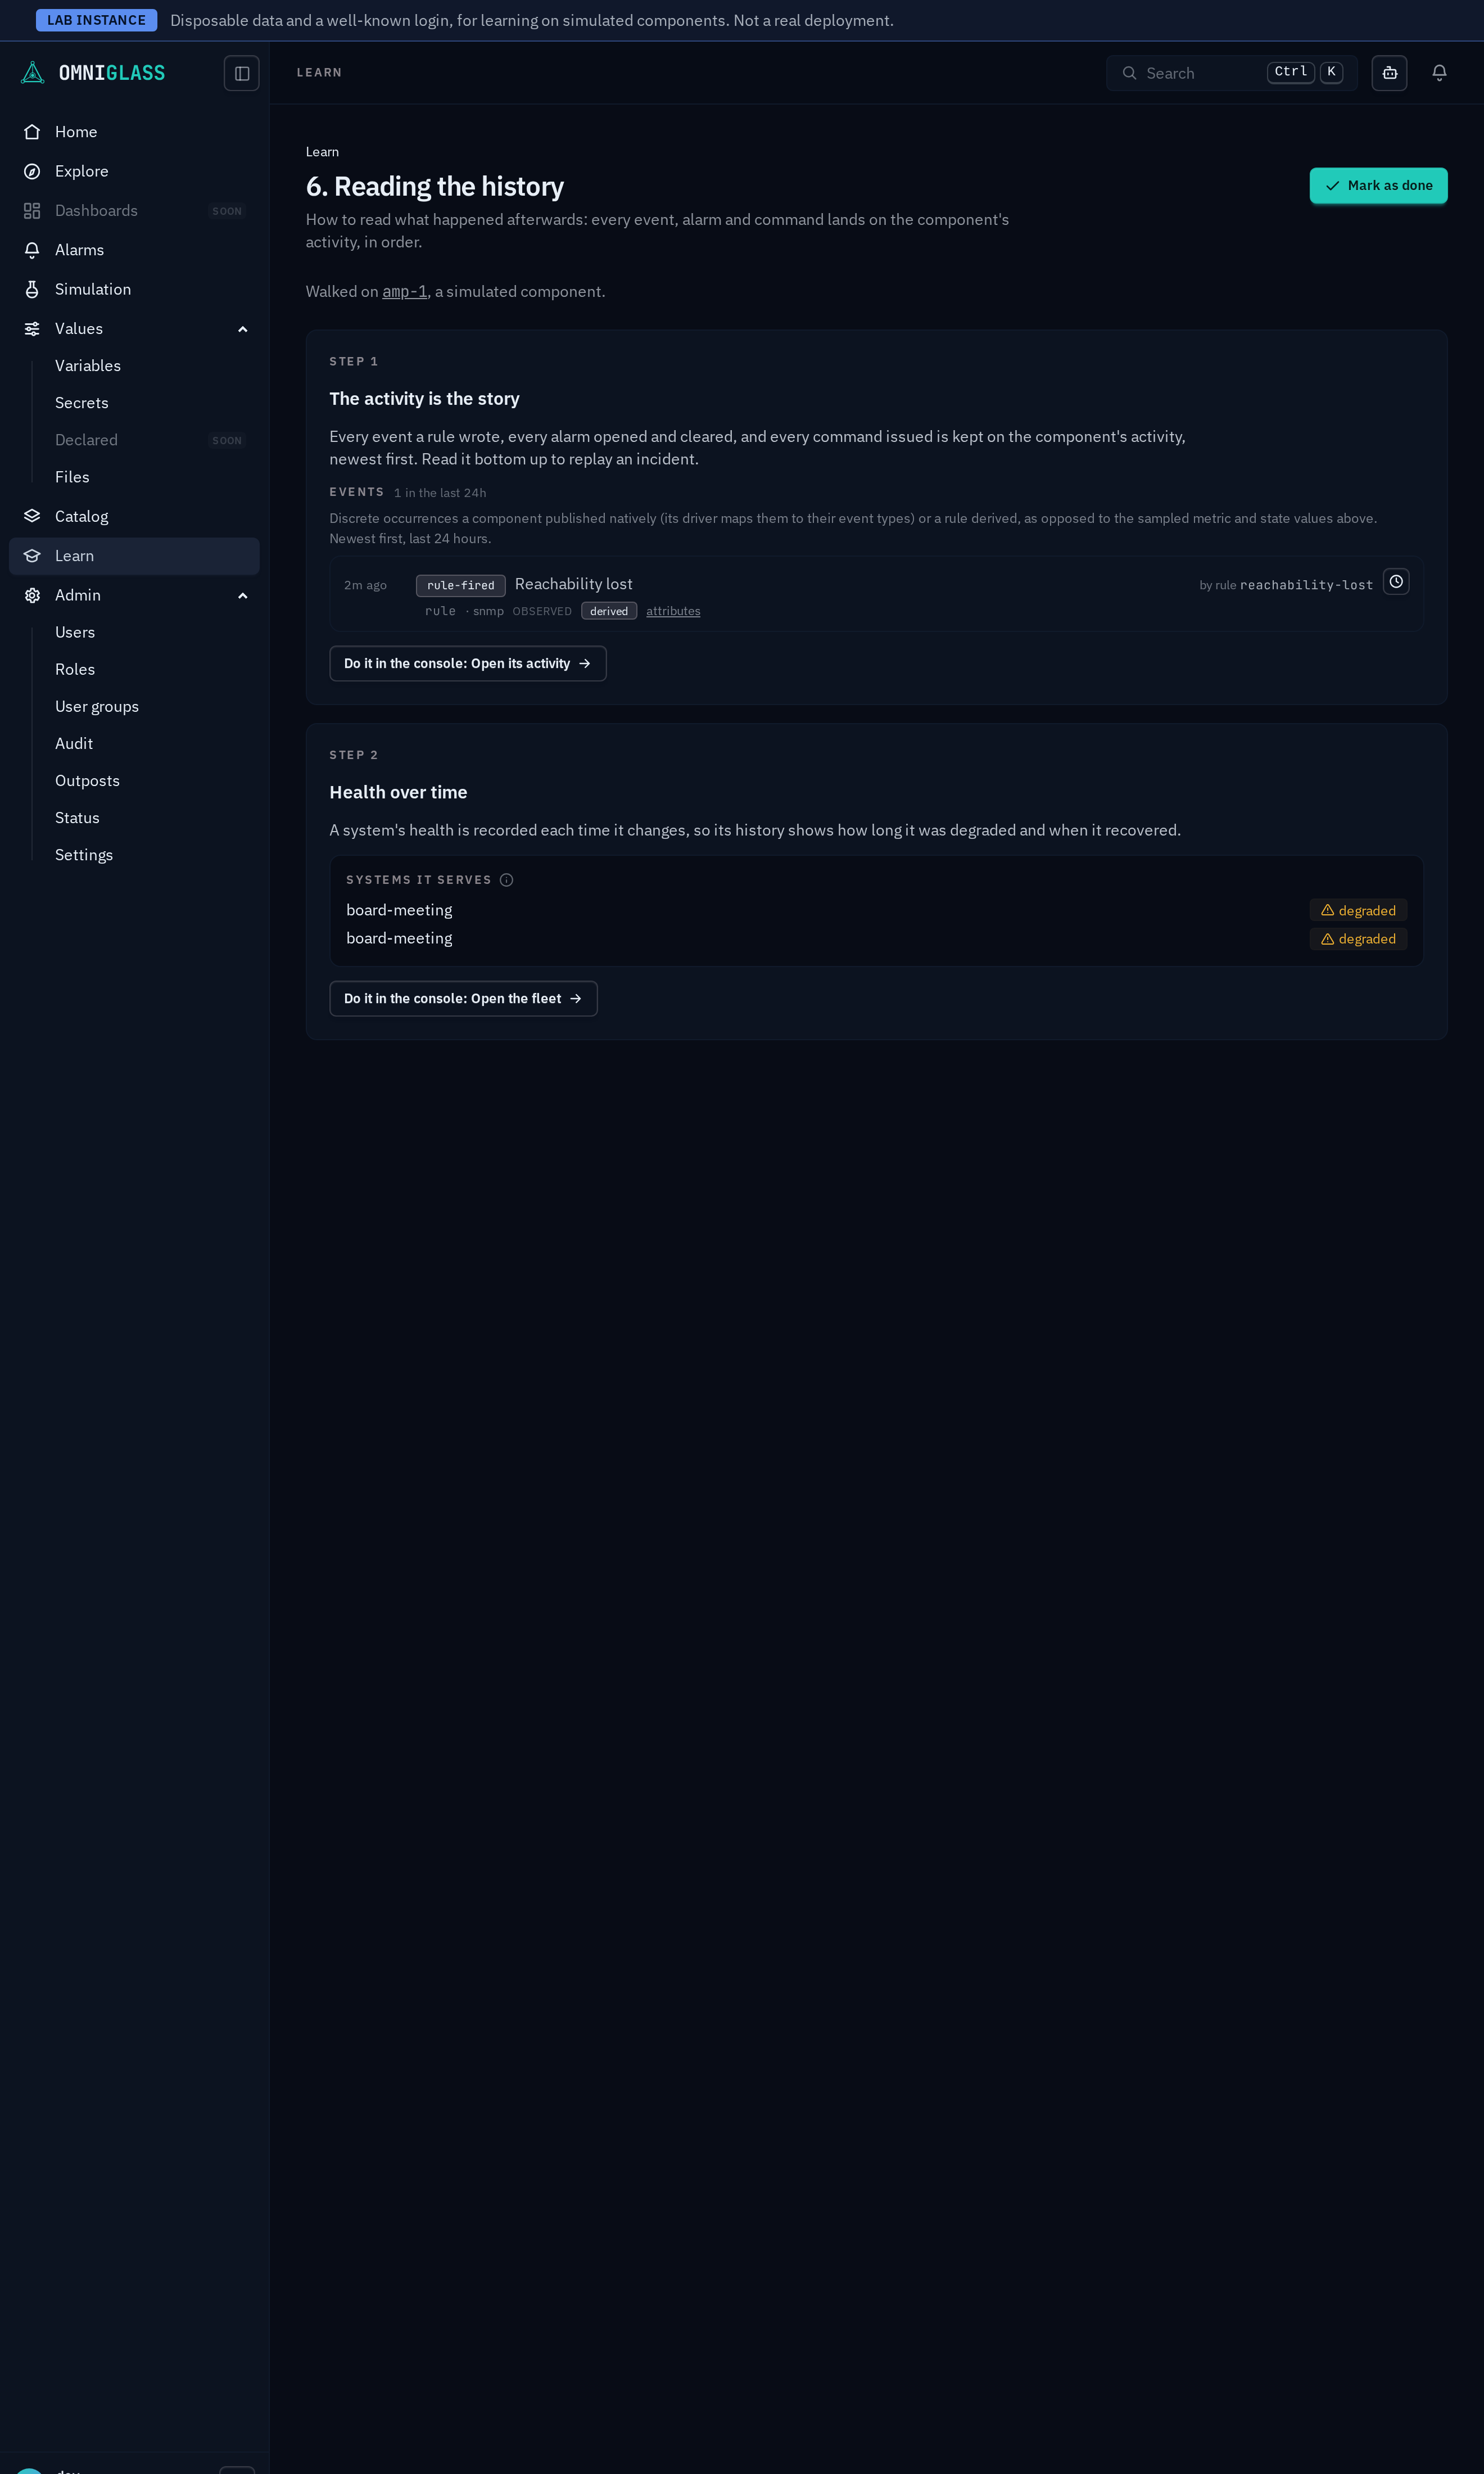 LAB INSTANCE Disposable data and a well-known login, for learning on simulated components. Not a real deployment.
OMNIGLASS
LEARN
Search Ctrl K
Home
Explore
Dashboards SOON
Alarms
Simulation
Values
Variables
Secrets
Declared SOON
Files
Catalog
Learn
Admin
Users
Roles
User groups
Audit
Outposts
Status
Settings
Learn
6. Reading the history
Mark as done
How to read what happened afterwards: every event, alarm and command lands on the component's
activity, in order.
Walked on amp-1, a simulated component.
STEP 1
The activity is the story
Every event a rule wrote, every alarm opened and cleared, and every command issued is kept on the component's activity,
newest first. Read it bottom up to replay an incident.
EVENTS 1 in the last 24h
Discrete occurrences a component published natively (its driver maps them to their event types) or a rule derived, as opposed to the sampled metric and state values above.
Newest first, last 24 hours.
2m ago rule-fired Reachability lost by rule reachability-lost
rule · snmp OBSERVED derived attributes
Do it in the console: Open its activity →
STEP 2
Health over time
A system's health is recorded each time it changes, so its history shows how long it was degraded and when it recovered.
SYSTEMS IT SERVES
board-meeting degraded
board-meeting degraded
Do it in the console: Open the fleet →